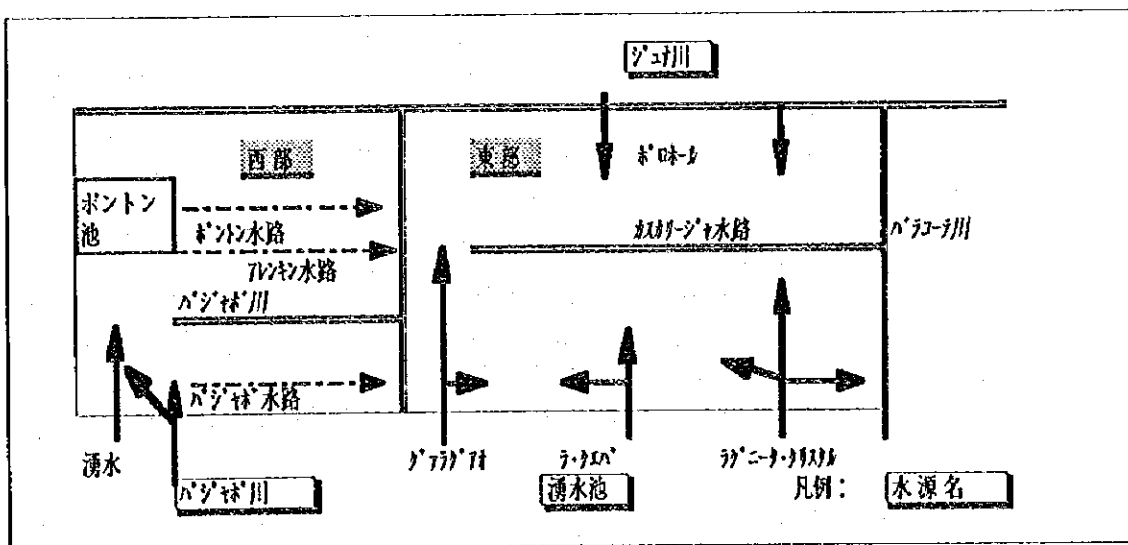 ジュナ川
西部
東部
ボロホール
ポントン
池
ポントン水路
カスカリージャ水路
バラコーテ川
フレンキン水路
バジャボ川
バジャボ水路
湧水
グァラグアオ
ラ・クエバ
ラグニータ・クリスタル
バジャボ川
湧水池
凡例：
水源名